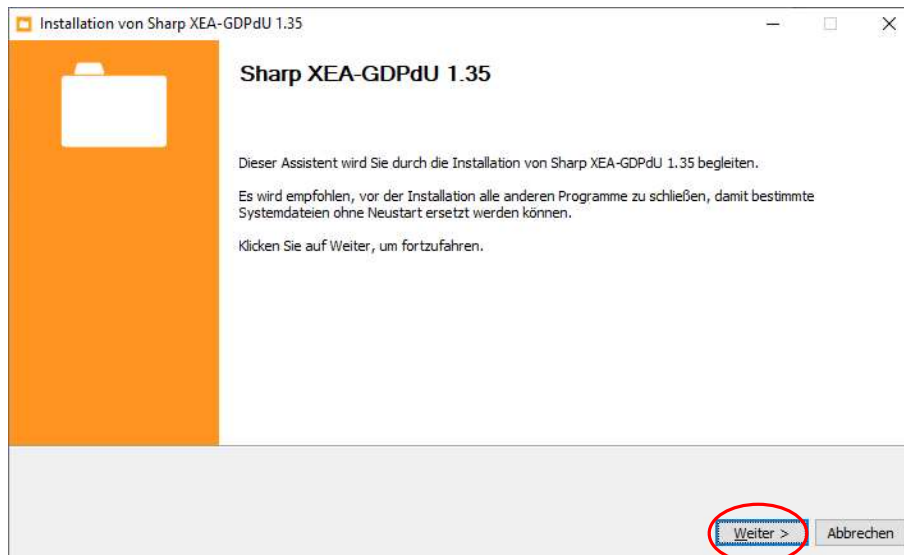 Installation von Sharp XEA-GDPdU 1.35
Sharp XEA-GDPdU 1.35
Dieser Assistent wird Sie durch die Installation von Sharp XEA-GDPdU 1.35 begleiten.
Es wird empfohlen, vor der Installation alle anderen Programme zu schließen, damit bestimmte
Systemdateien ohne Neustart ersetzt werden können.
Klicken Sie auf Weiter, um fortzufahren.
Weiter >
Abbrechen